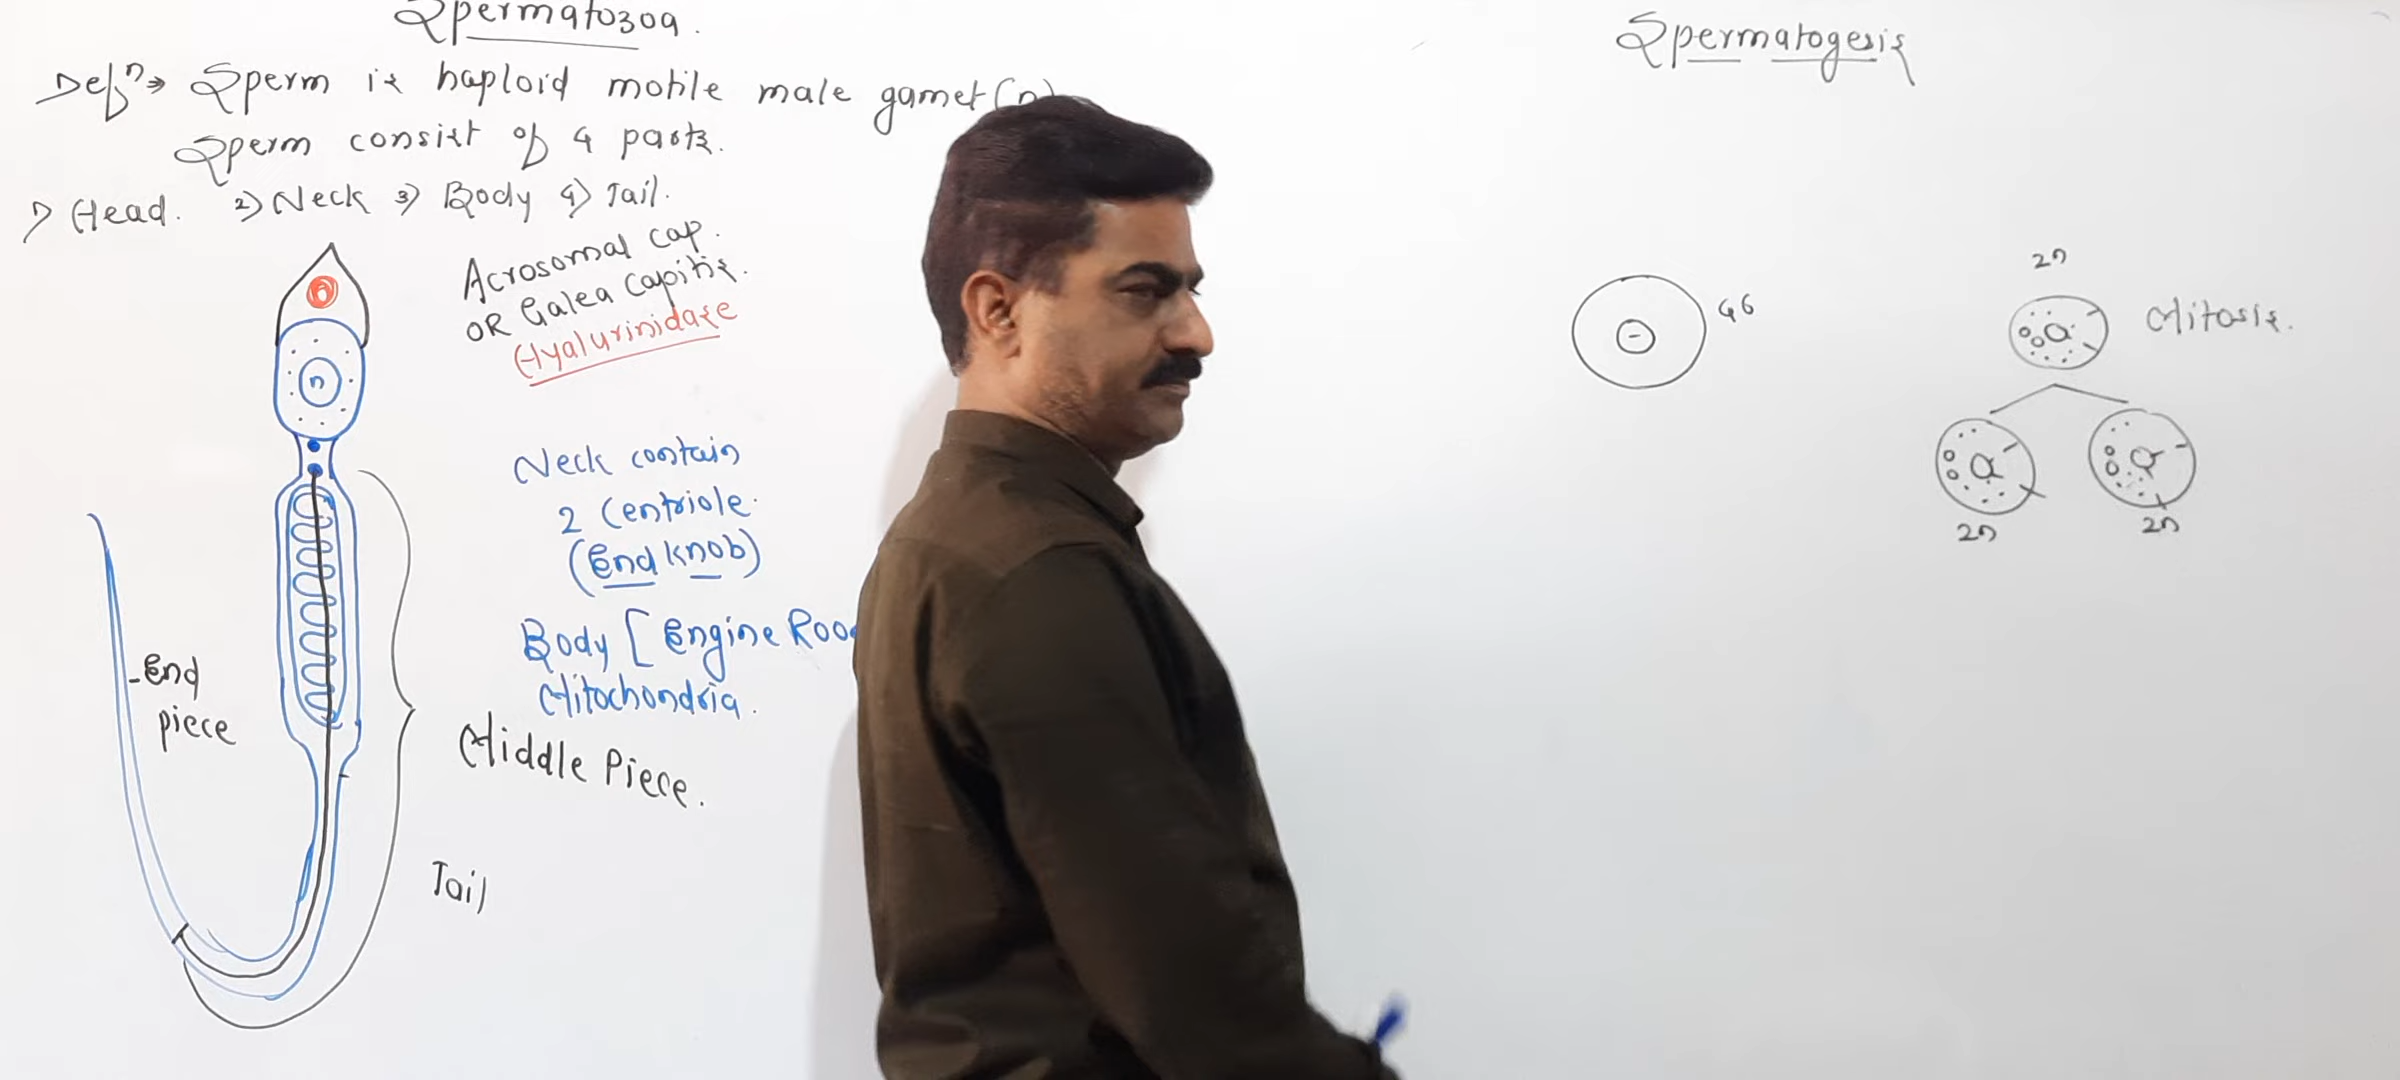 Spermatozoa.
Defn→ Sperm is haploid motile male gamet (n)
Sperm consist of 4 parts.
1) Head. 2) Neck 3) Body 4) Tail.
Acrosomal cap.
OR Galea Capitis.
Hyalurinidase
n
Neck contain
2 Centriole.
(End knob)
Body [Engine
Mitochondria.
Middle Piece.
End
piece
Tail
Spermatogesis
46
2n
Mitosis.
2n
2n